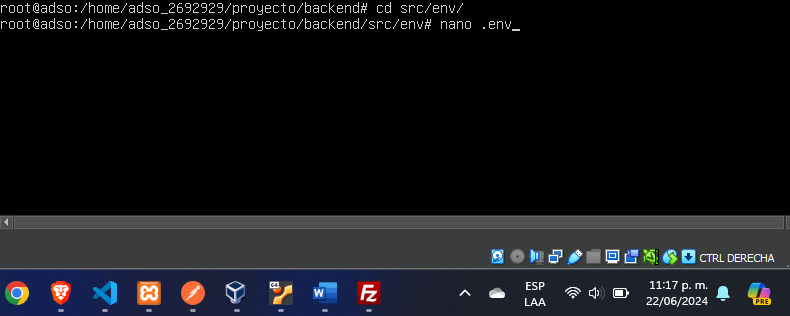 root@adso:/home/adso_2692929/proyecto/backend# cd src/env/
root@adso:/home/adso_2692929/proyecto/backend/src/env# nano .env_
CTRL DERECHA
ESP
LAA
11:17 p. m.
22/06/2024
PRE